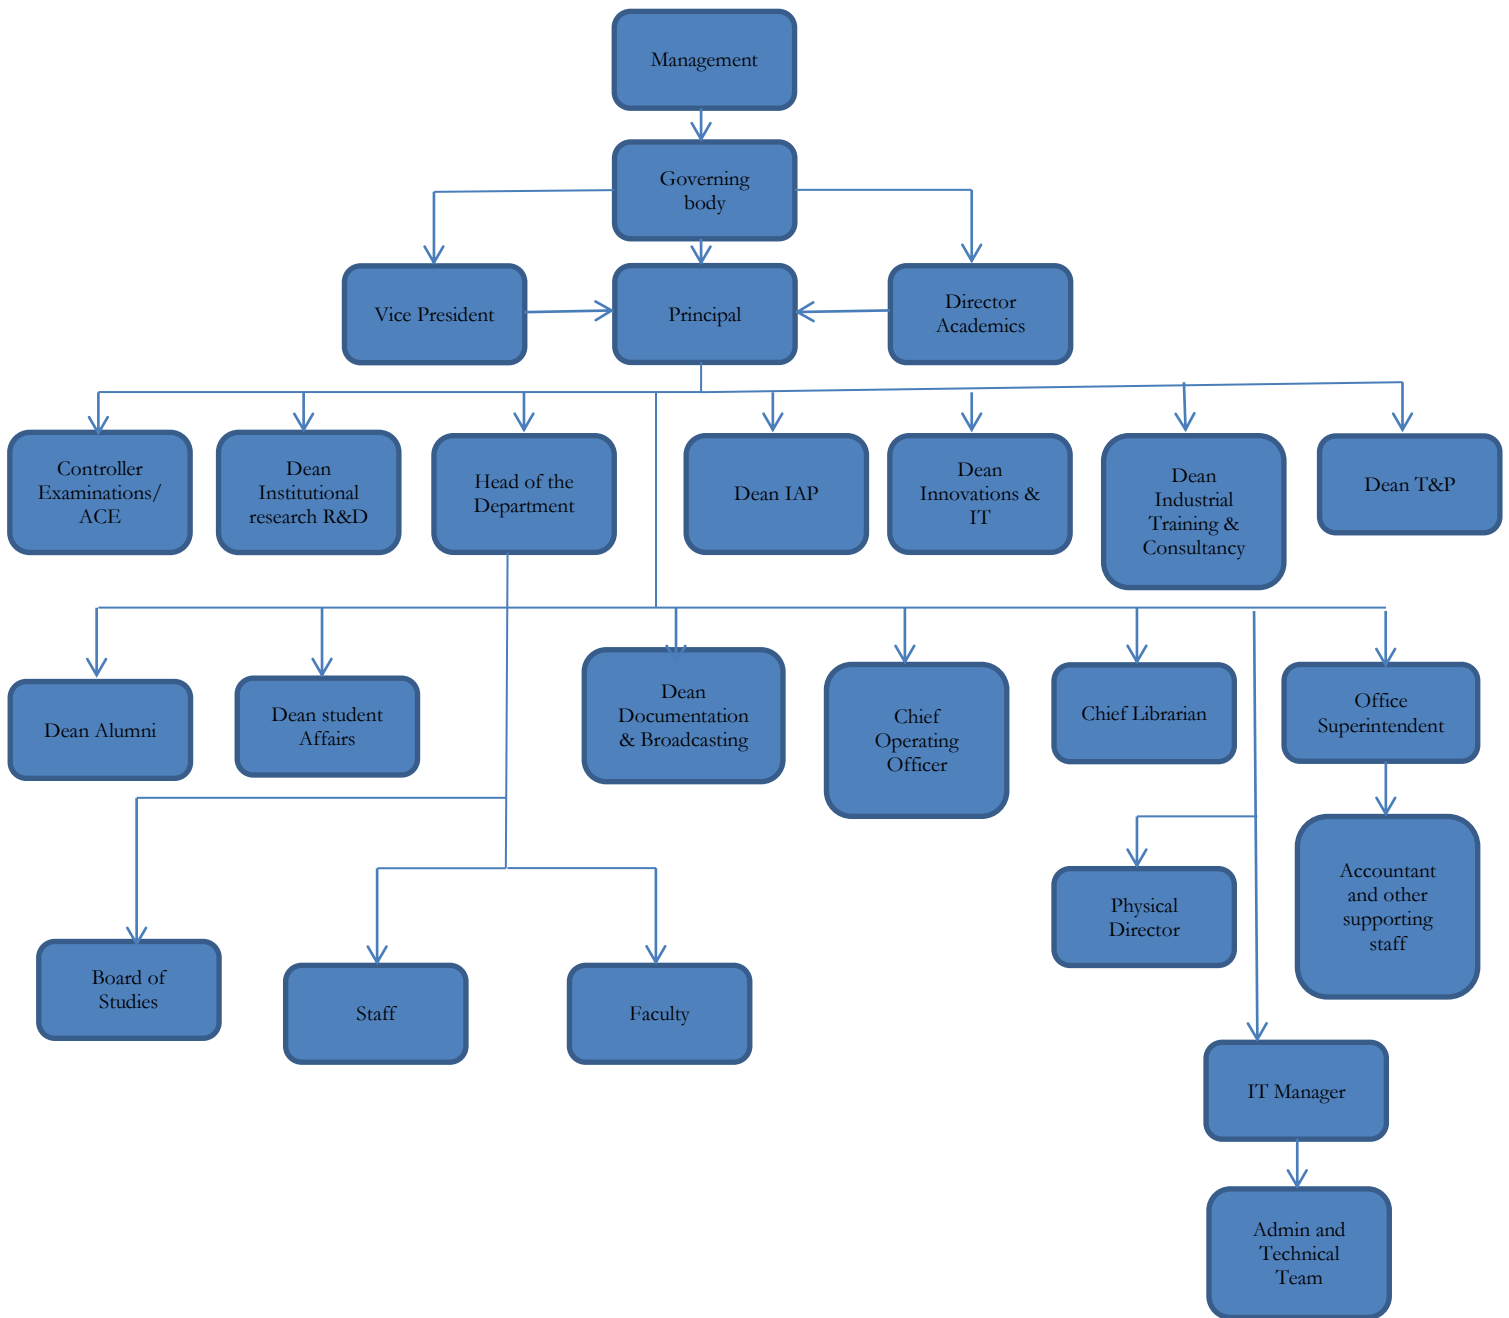 Management
Governing
body
Vice President
Principal
Director
Academics
Controller
Examinations/
ACE
Dean
Institutional
research R&D
Head of the
Department
Dean IAP
Dean
Innovations &
IT
Dean
Industrial
Training &
Consultancy
Dean T&P
Dean Alumni
Dean student
Affairs
Dean
Documentation
& Broadcasting
Chief
Operating
Officer
Chief Librarian
Office
Superintendent
Physical
Director
Accountant
and other
supporting
staff
Board of
Studies
Staff
Faculty
IT Manager
Admin and
Technical
Team